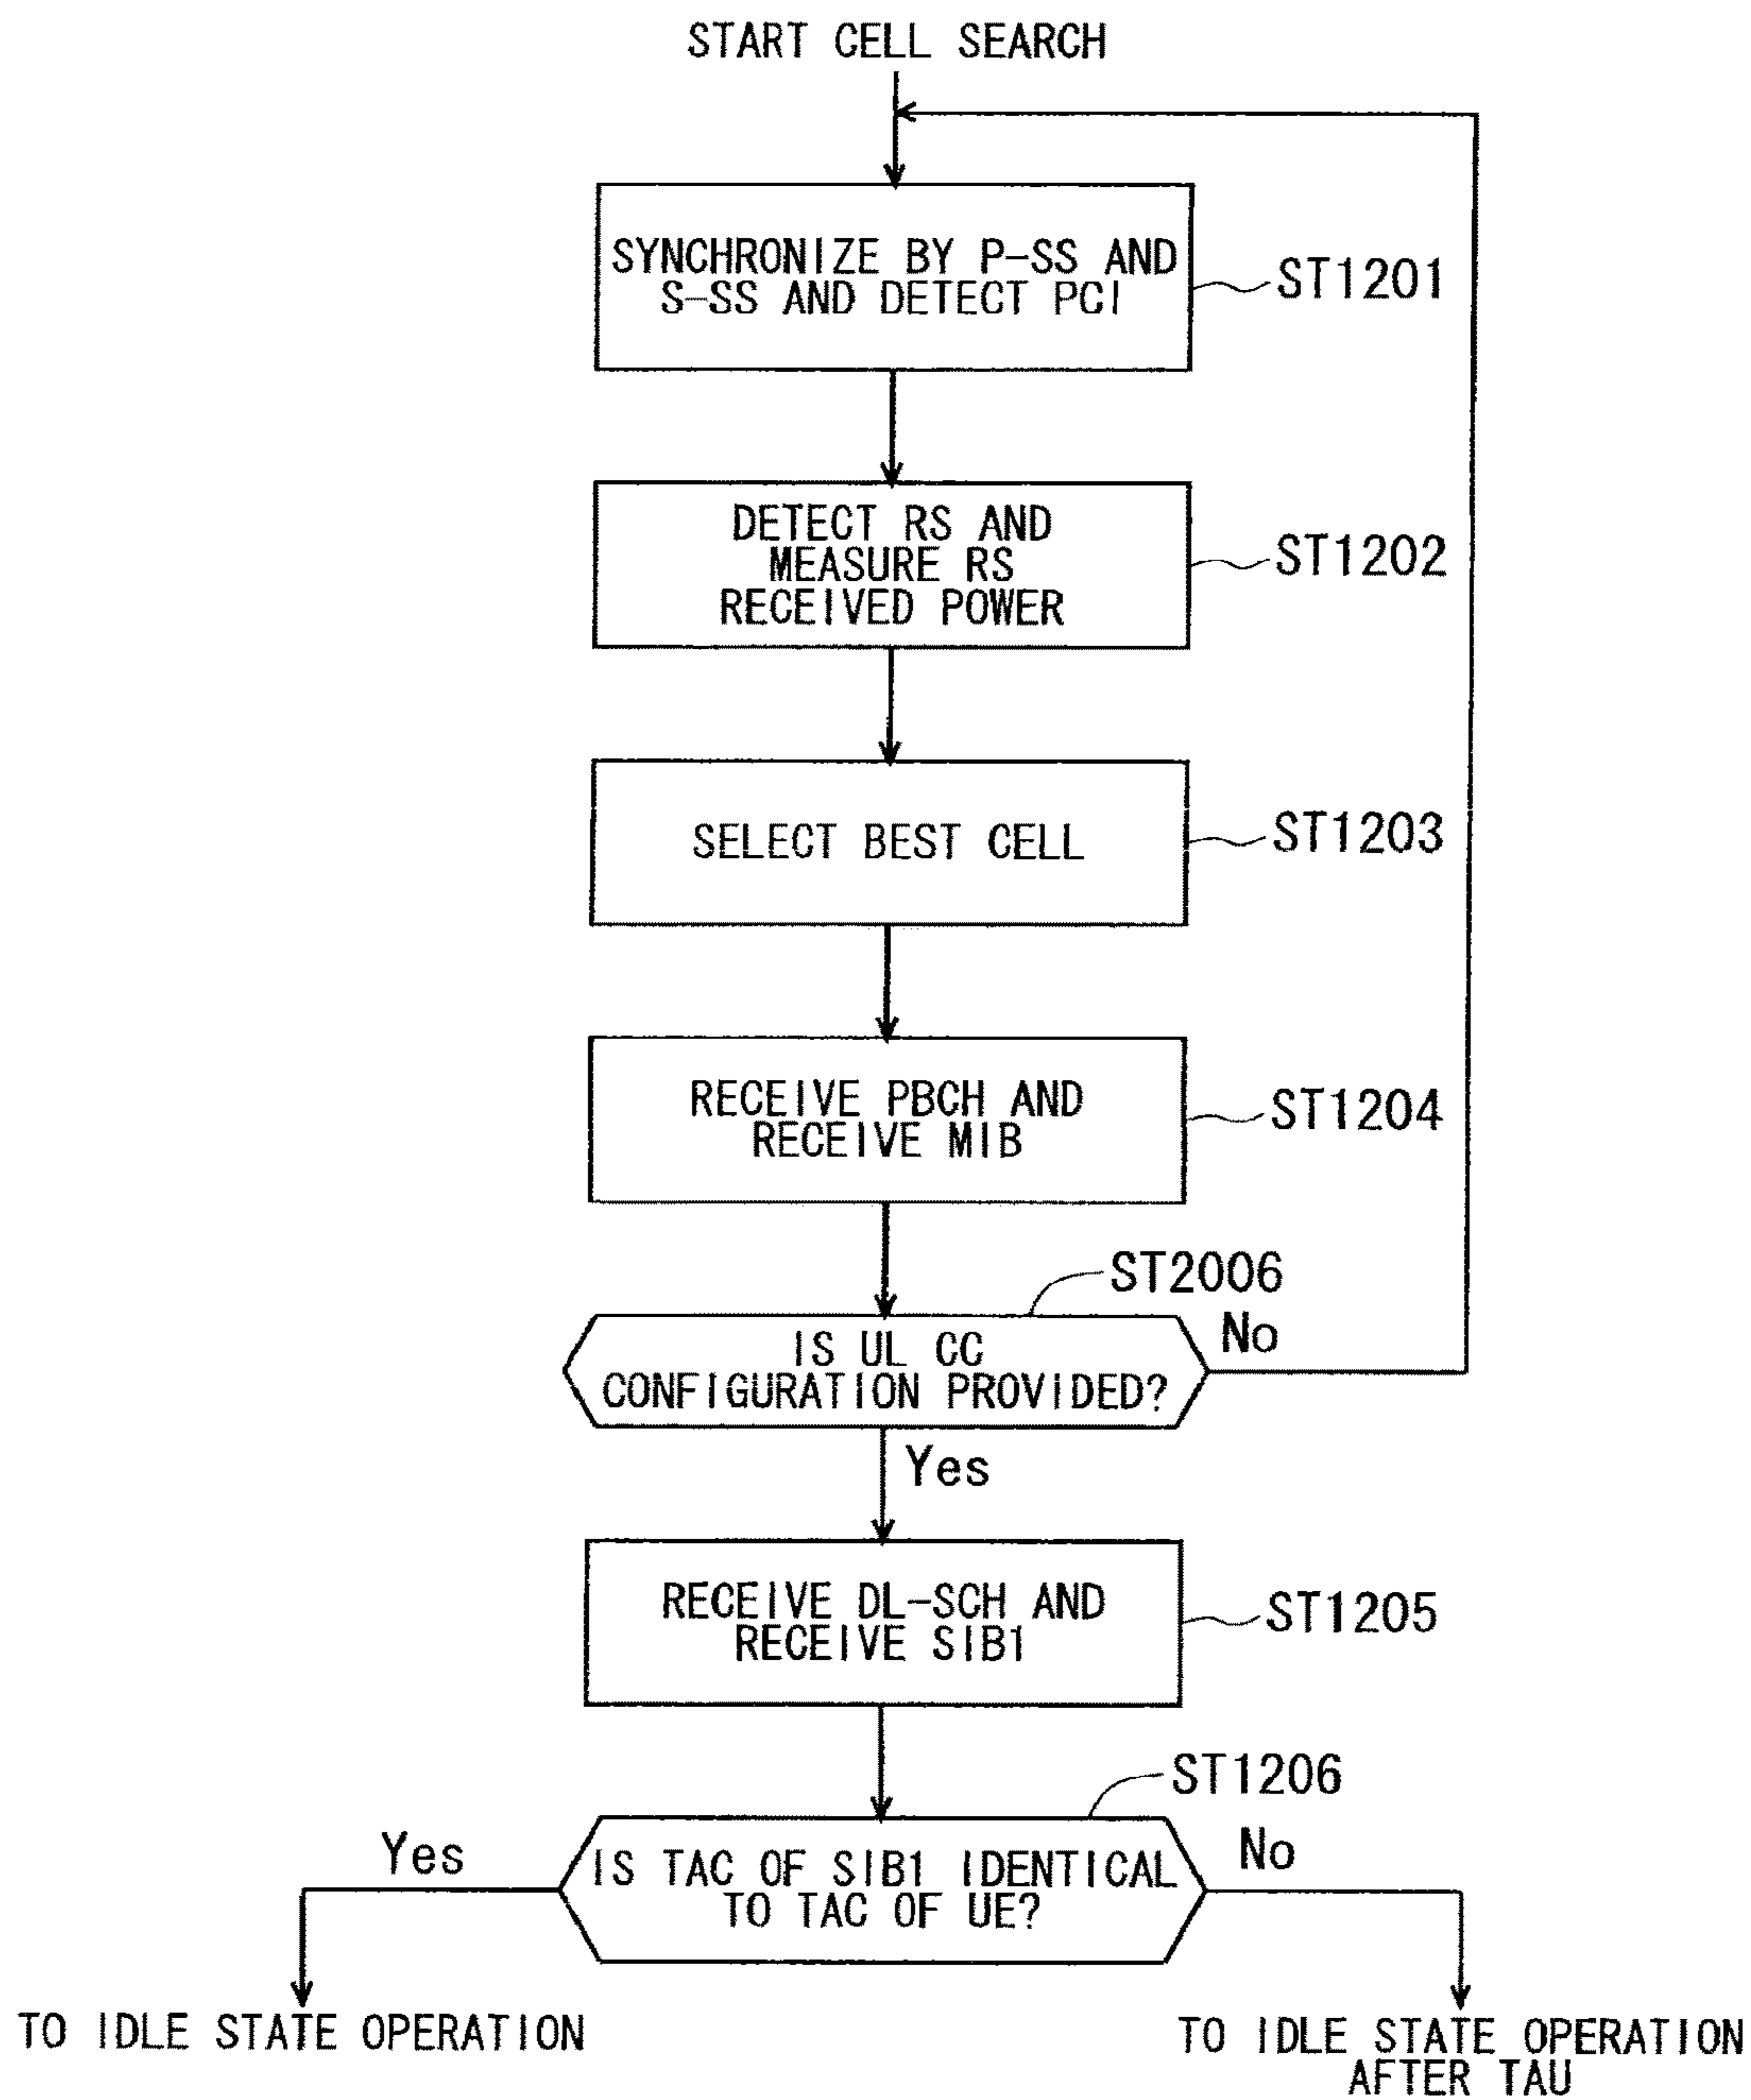 START CELL SEARCH
SYNCHRONIZE BY P-SS AND
S-SS AND DETECT PCI
ST1201
DETECT RS AND
MEASURE RS
RECEIVED POWER
ST1202
SELECT BEST CELL
ST1203
RECEIVE PBCH AND
RECEIVE MIB
ST1204
ST2006
IS UL CC
CONFIGURATION PROVIDED?
No
Yes
RECEIVE DL-SCH AND
RECEIVE SIB1
ST1205
ST1206
Yes
IS TAC OF SIB1 IDENTICAL
TO TAC OF UE?
No
TO IDLE STATE OPERATION
TO IDLE STATE OPERATION
AFTER TAU